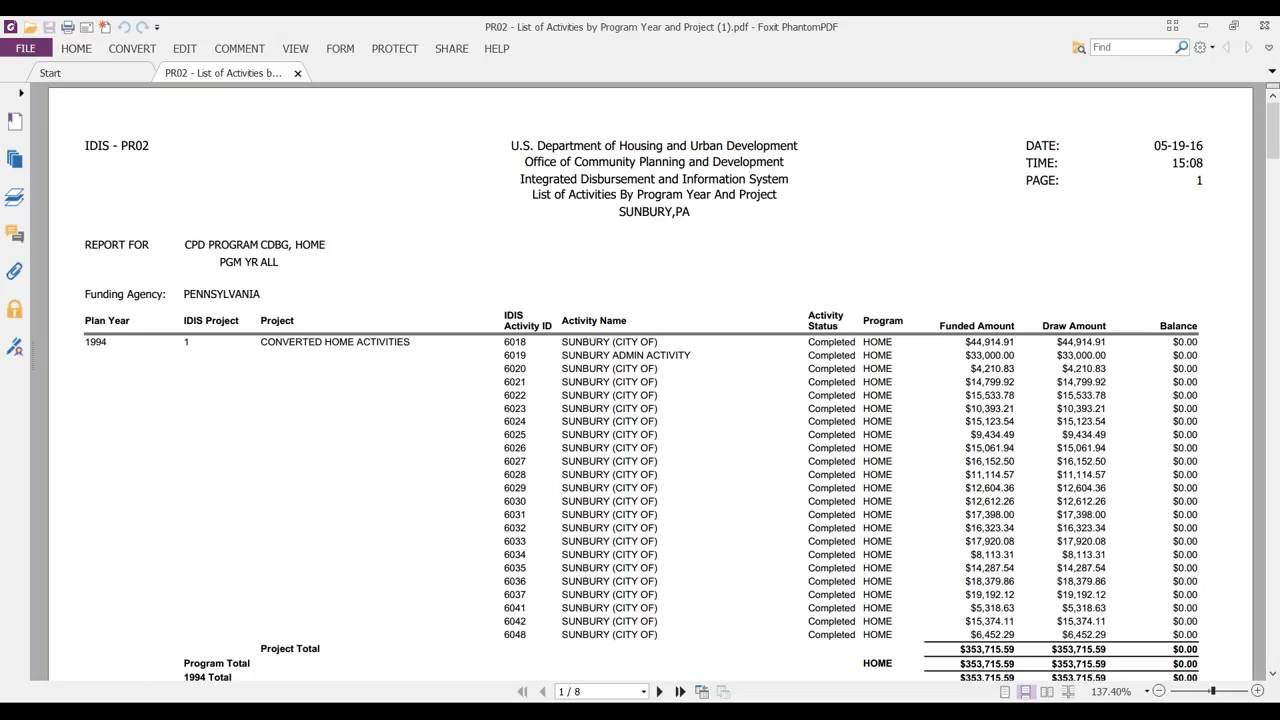 PR02 - List of Activities by Program Year and Project (1).pdf - Foxit PhantomPDF
FILE HOME CONVERT EDIT COMMENT VIEW FORM PROTECT SHARE HELP Find
Start PR02 - List of Activities b...
IDIS - PR02 U.S. Department of Housing and Urban Development DATE: 05-19-16
Office of Community Planning and Development TIME: 15:08
Integrated Disbursement and Information System PAGE: 1
List of Activities By Program Year And Project
SUNBURY,PA
REPORT FOR CPD PROGRAM CDBG, HOME
PGM YR ALL
Funding Agency: PENNSYLVANIA
Plan Year IDIS Project Project IDIS Activity ID Activity Name Activity Status Program Funded Amount Draw Amount Balance
1994 1 CONVERTED HOME ACTIVITIES 6018 SUNBURY (CITY OF) Completed HOME $44,914.91 $44,914.91 $0.00
6019 SUNBURY ADMIN ACTIVITY Completed HOME $33,000.00 $33,000.00 $0.00
6020 SUNBURY (CITY OF) Completed HOME $4,210.83 $4,210.83 $0.00
6021 SUNBURY (CITY OF) Completed HOME $14,799.92 $14,799.92 $0.00
6022 SUNBURY (CITY OF) Completed HOME $15,533.78 $15,533.78 $0.00
6023 SUNBURY (CITY OF) Completed HOME $10,393.21 $10,393.21 $0.00
6024 SUNBURY (CITY OF) Completed HOME $15,123.54 $15,123.54 $0.00
6025 SUNBURY (CITY OF) Completed HOME $9,434.49 $9,434.49 $0.00
6026 SUNBURY (CITY OF) Completed HOME $15,061.94 $15,061.94 $0.00
6027 SUNBURY (CITY OF) Completed HOME $16,152.50 $16,152.50 $0.00
6028 SUNBURY (CITY OF) Completed HOME $11,114.57 $11,114.57 $0.00
6029 SUNBURY (CITY OF) Completed HOME $12,604.36 $12,604.36 $0.00
6030 SUNBURY (CITY OF) Completed HOME $12,612.26 $12,612.26 $0.00
6031 SUNBURY (CITY OF) Completed HOME $17,398.00 $17,398.00 $0.00
6032 SUNBURY (CITY OF) Completed HOME $16,323.34 $16,323.34 $0.00
6033 SUNBURY (CITY OF) Completed HOME $17,920.08 $17,920.08 $0.00
6034 SUNBURY (CITY OF) Completed HOME $8,113.31 $8,113.31 $0.00
6035 SUNBURY (CITY OF) Completed HOME $14,287.54 $14,287.54 $0.00
6036 SUNBURY (CITY OF) Completed HOME $18,379.86 $18,379.86 $0.00
6037 SUNBURY (CITY OF) Completed HOME $19,192.12 $19,192.12 $0.00
6041 SUNBURY (CITY OF) Completed HOME $5,318.63 $5,318.63 $0.00
6042 SUNBURY (CITY OF) Completed HOME $15,374.11 $15,374.11 $0.00
6048 SUNBURY (CITY OF) Completed HOME $6,452.29 $6,452.29 $0.00
Project Total $353,715.59 $353,715.59 $0.00
Program Total HOME $353,715.59 $353,715.59 $0.00
1994 Total $353,715.59 $353,715.59 $0.00
1 / 8 137.40%